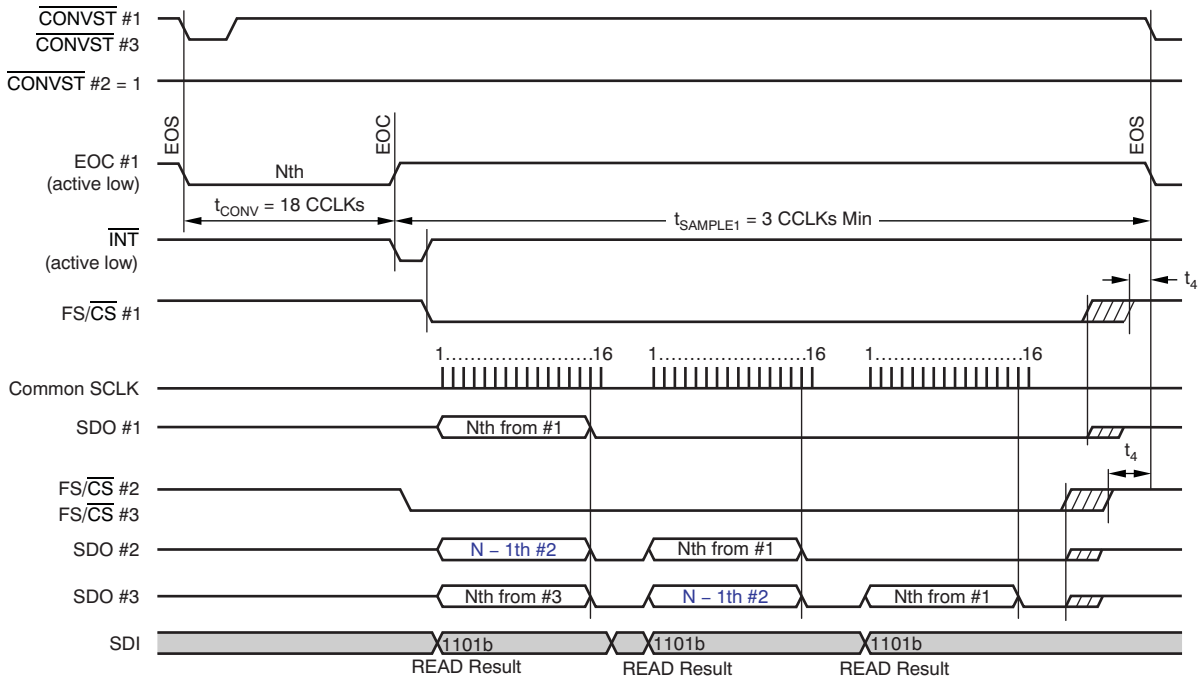 CONVST #1
CONVST #3
CONVST #2 = 1
EOS
EOC
EOS
EOC #1
(active low)
Nth
tCONV = 18 CCLKs
tSAMPLE1 = 3 CCLKs Min
INT
(active low)
t4
FS/CS #1
1..........................16
1..........................16
1..........................16
Common SCLK
SDO #1
Nth from #1
t4
FS/CS #2
FS/CS #3
SDO #2
N − 1th #2
Nth from #1
SDO #3
Nth from #3
N − 1th #2
Nth from #1
SDI
1101b
1101b
1101b
READ Result
READ Result
READ Result